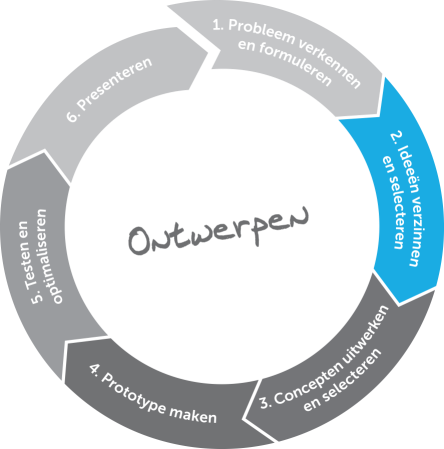 1. Probleem verkennen
en formuleren
2. Ideeën verzinnen
en selecteren
3. Concepten uitwerken
en selecteren
4. Prototype maken
5. Testen en
optimaliseren
6. Presenteren
Ontwerpen